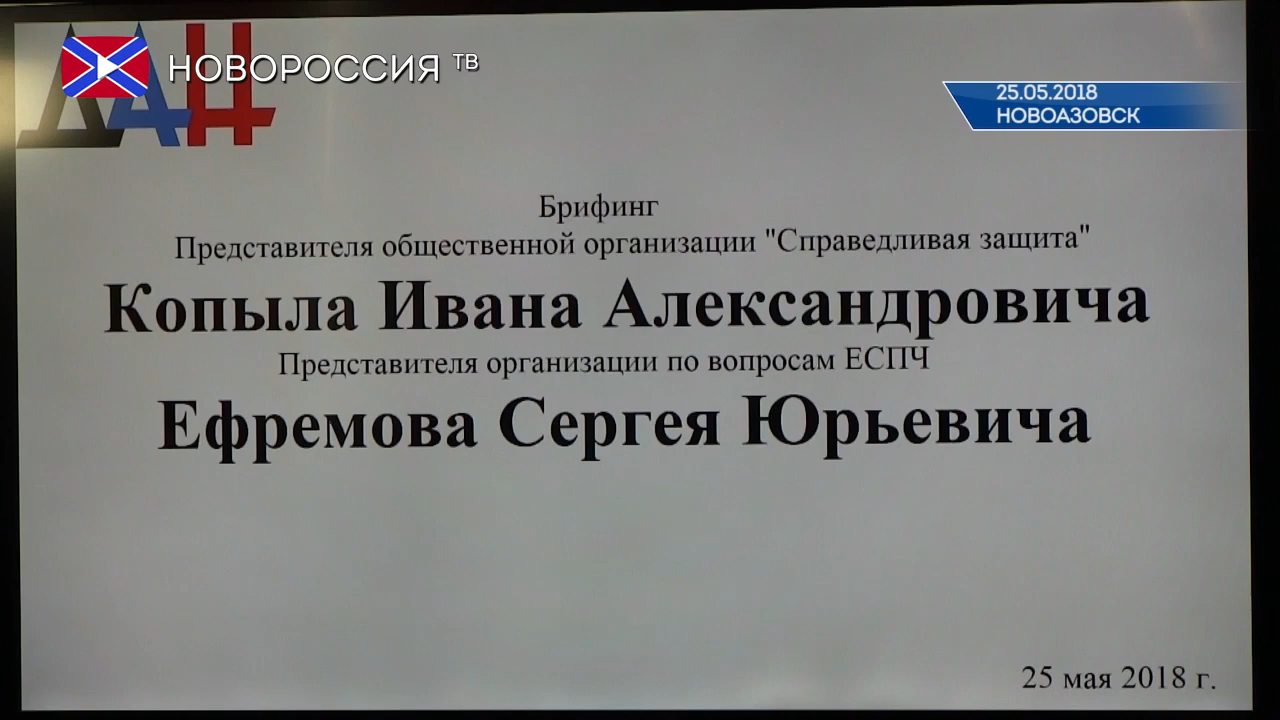 НОВОРОССИЯ ТВ
ДАН
25.05.2018
НОВОАЗОВСК
Брифинг
Представителя общественной организации "Справедливая защита"
Копыла Ивана Александровича
Представителя организации по вопросам ЕСПЧ
Ефремова Сергея Юрьевича
25 мая 2018 г.